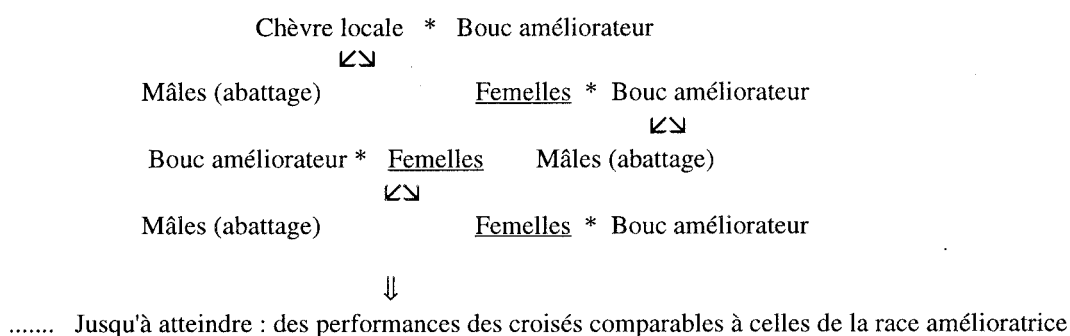 Chèvre locale * Bouc améliorateur
↙↘
Mâles (abattage) Femelles * Bouc améliorateur
↙↘
Bouc améliorateur * Femelles Mâles (abattage)
↙↘
Mâles (abattage) Femelles * Bouc améliorateur
⇓
....... Jusqu'à atteindre : des performances des croisés comparables à celles de la race amélioratrice